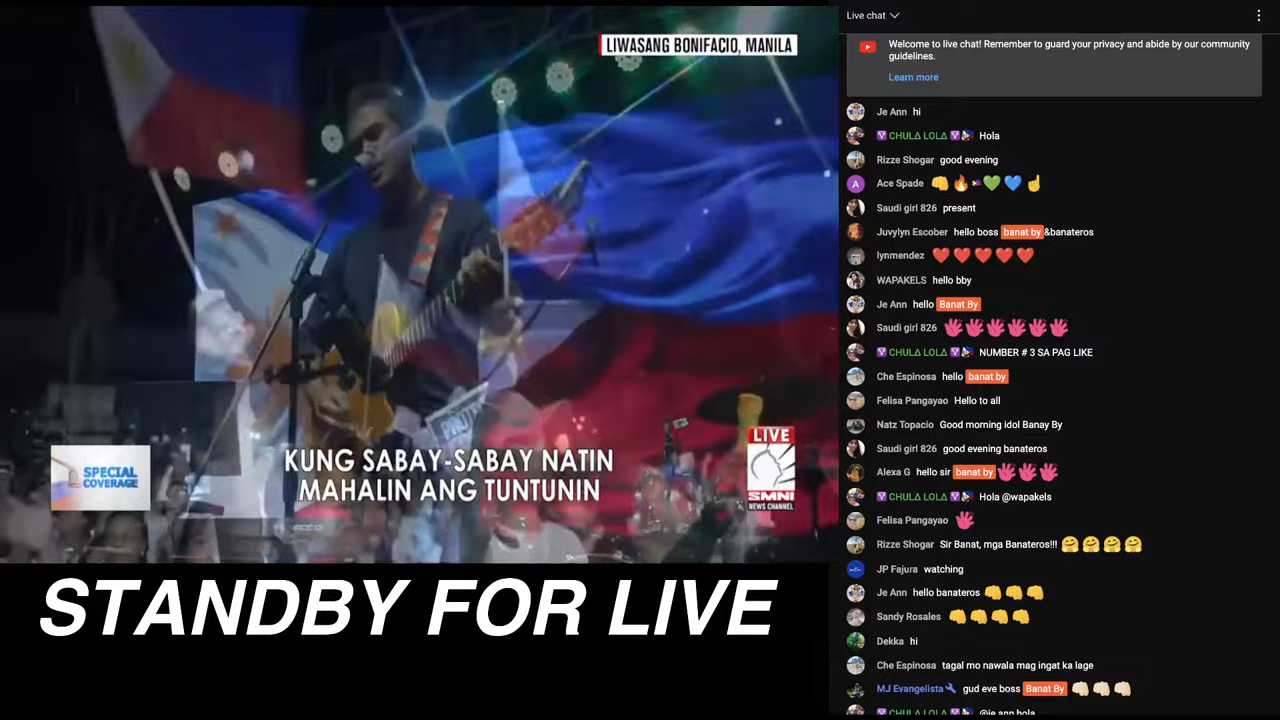 LIWASANG BONIFACIO, MANILA
SPECIAL
COVERAGE
KUNG SABAY-SABAY NATIN
MAHALIN ANG TUNTUNIN
LIVE
SMNI
NEWS CHANNEL
STANDBY FOR LIVE
Live chat
Welcome to live chat! Remember to guard your privacy and abide by our community
guidelines.
Learn more
Je Ann hi
CHULA LOLA Hola
Rizze Shogar good evening
A Ace Spade 👊🔥🇵🇭💚💙☝
Saudi girl 826 present
Juvylyn Escober hello boss banat by &banateros
lynmendez ❤❤❤❤❤
WAPAKELS hello bby
Je Ann hello Banat By
Saudi girl 826
CHULA LOLA NUMBER # 3 SA PAG LIKE
Che Espinosa hello banat by
Felisa Pangayao Hello to all
Natz Topacio Good morning idol Banay By
Saudi girl 826 good evening banateros
Alexa G hello sir banat by
CHULA LOLA Hola @wapakels
Felisa Pangayao
Rizze Shogar Sir Banat, mga Banateros!!! 🤗🤗🤗🤗
JP Fajura watching
Je Ann hello banateros 👊👊👊
Sandy Rosales 👊👊👊👊
Dekka hi
Che Espinosa tagal mo nawala mag ingat ka lage
MJ Evangelista gud eve boss Banat By 👊🏻👊🏻👊🏻
CHULA LOLA @je ann hola